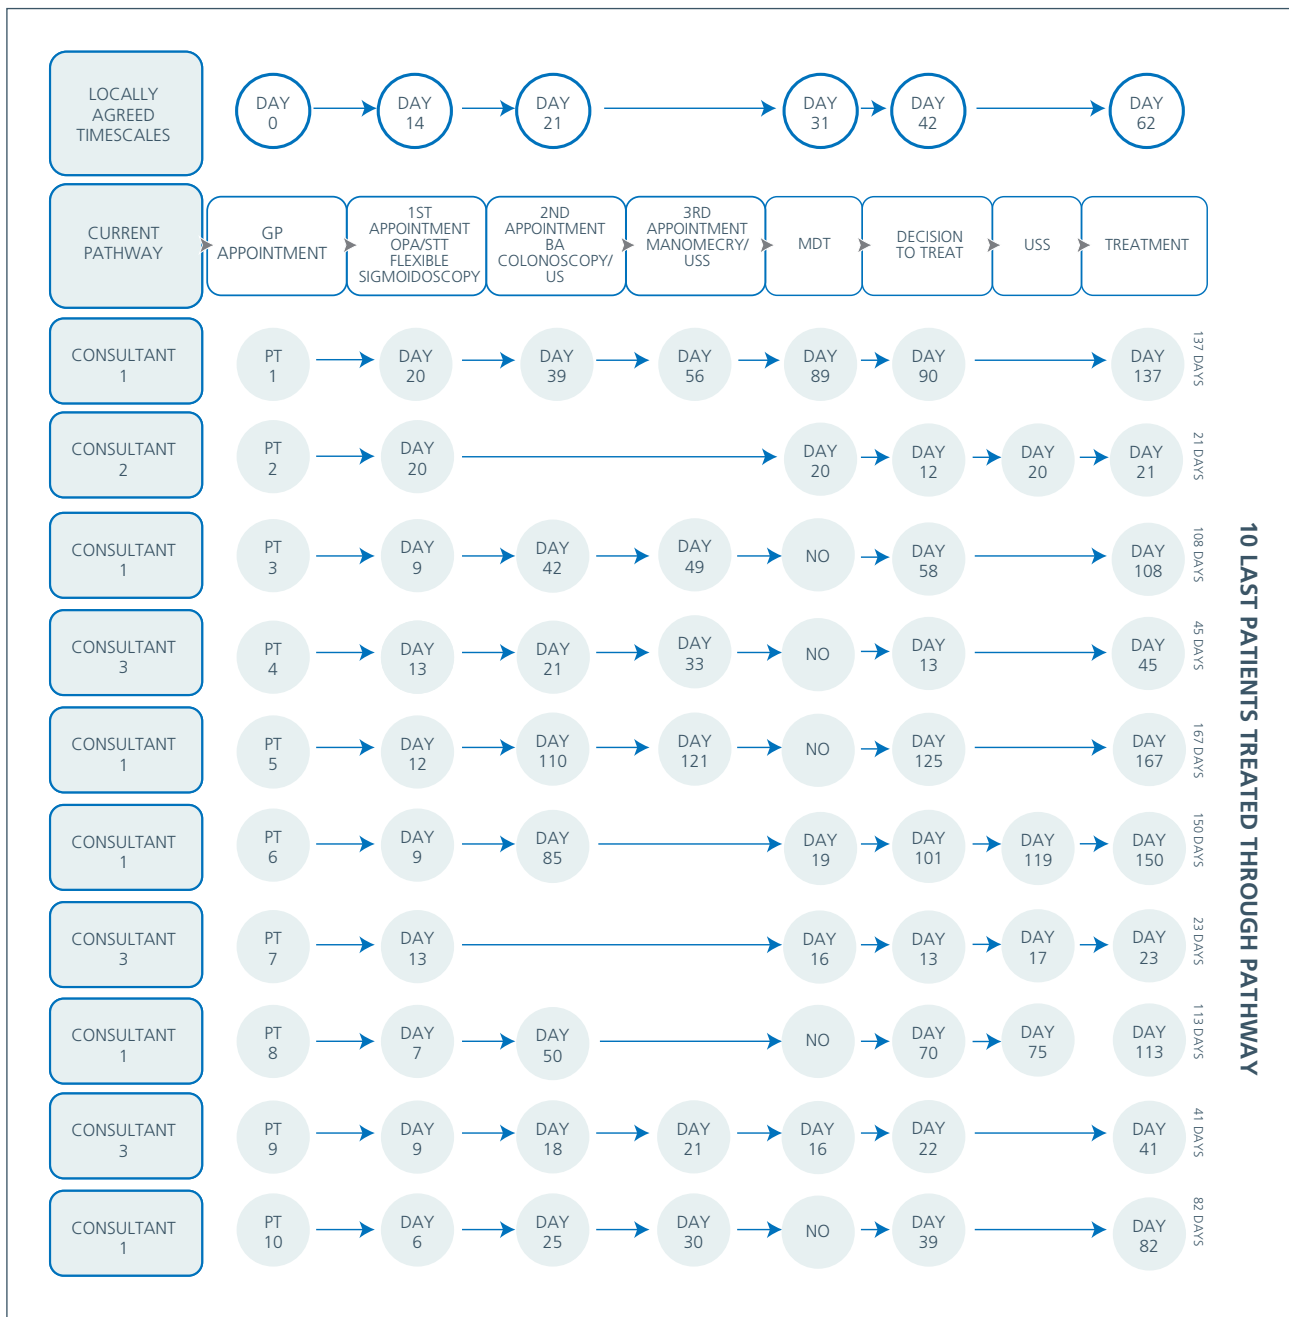 LOCALLY
AGREED
TIMESCALES
DAY
0
DAY
14
DAY
21
DAY
31
DAY
42
DAY
62
CURRENT
PATHWAY
GP
APPOINTMENT
1ST
APPOINTMENT
OPA/STT
FLEXIBLE
SIGMOIDOSCOPY
2ND
APPOINTMENT
BA
COLONOSCOPY/
US
3RD
APPOINTMENT
MANOMECRY/
USS
MDT
DECISION
TO TREAT
USS
TREATMENT
CONSULTANT
1
PT
1
DAY
20
DAY
39
DAY
56
DAY
89
DAY
90
DAY
137
137 DAYS
CONSULTANT
2
PT
2
DAY
20
DAY
20
DAY
12
DAY
20
DAY
21
21 DAYS
CONSULTANT
1
PT
3
DAY
9
DAY
42
DAY
49
NO
DAY
58
DAY
108
108 DAYS
CONSULTANT
3
PT
4
DAY
13
DAY
21
DAY
33
NO
DAY
13
DAY
45
45 DAYS
CONSULTANT
1
PT
5
DAY
12
DAY
110
DAY
121
NO
DAY
125
DAY
167
167 DAYS
CONSULTANT
1
PT
6
DAY
9
DAY
85
DAY
19
DAY
101
DAY
119
DAY
150
150 DAYS
CONSULTANT
3
PT
7
DAY
13
DAY
16
DAY
13
DAY
17
DAY
23
23 DAYS
CONSULTANT
1
PT
8
DAY
7
DAY
50
NO
DAY
70
DAY
75
DAY
113
113 DAYS
CONSULTANT
3
PT
9
DAY
9
DAY
18
DAY
21
DAY
16
DAY
22
DAY
41
41 DAYS
CONSULTANT
1
PT
10
DAY
6
DAY
25
DAY
30
NO
DAY
39
DAY
82
82 DAYS
10 LAST PATIENTS TREATED THROUGH PATHWAY